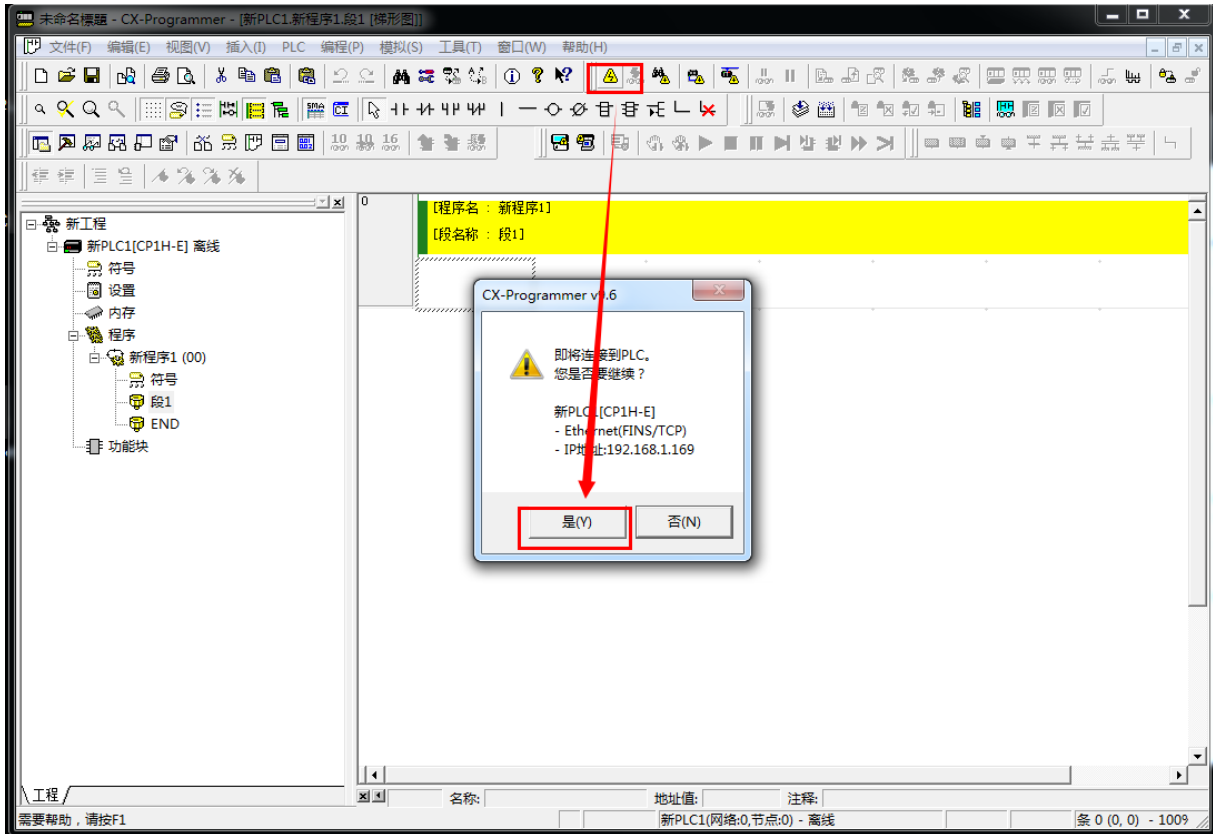 未命名標題 - CX-Programmer - [新PLC1.新程序1.段1 [梯形图]]
文件(F) 编辑(E) 视图(V) 插入(I) PLC 编程(P) 模拟(S) 工具(T) 窗口(W) 帮助(H)
10 10 16
新工程
新PLC1[CP1H-E] 离线
符号
设置
内存
程序
新程序1 (00)
符号
段1
END
功能块
工程
0
[程序名 : 新程序1]
[段名称 : 段1]
CX-Programmer v9.6
即将连接到PLC。
您是否要继续？
新PLC1[CP1H-E]
- Ethernet(FINS/TCP)
- IP地址:192.168.1.169
是(Y) 否(N)
名称: 地址值: 注释:
需要帮助，请按F1
新PLC1(网络:0,节点:0) - 离线
条 0 (0, 0) - 1009